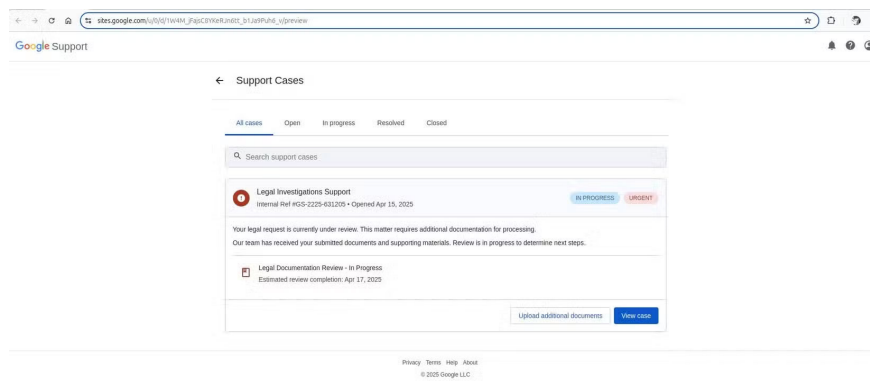 sites.google.com/u/0/d/1W4M_jFajsC8YKeRJn6tt_b1Ja9Puh6_v/preview
Google Support
Support Cases
All cases Open In progress Resolved Closed
Search support cases
Legal Investigations Support
Internal Ref #GS-2225-631205 • Opened Apr 15, 2025
IN PROGRESS URGENT
Your legal request is currently under review. This matter requires additional documentation for processing.
Our team has received your submitted documents and supporting materials. Review is in progress to determine next steps.
Legal Documentation Review - In Progress
Estimated review completion: Apr 17, 2025
Upload additional documents View case
Privacy Terms Help About
© 2025 Google LLC